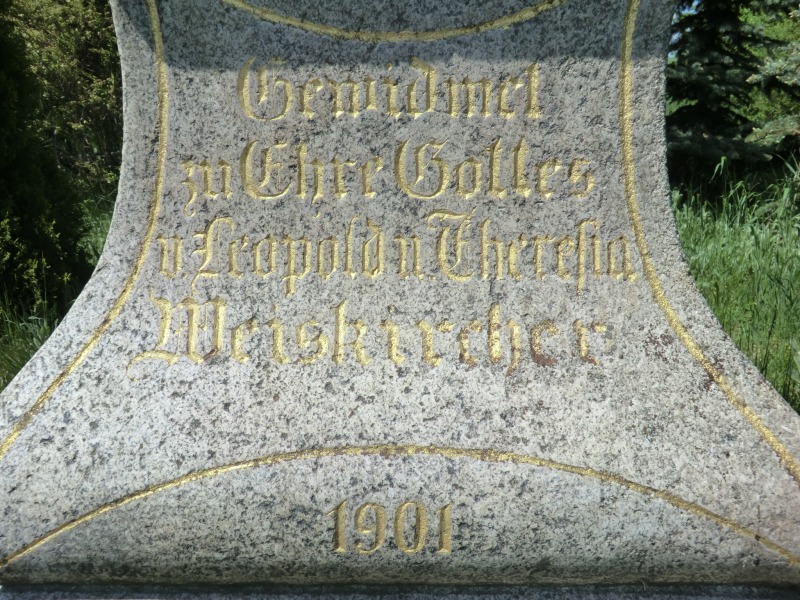 Gewidmet
zu Ehre Gottes
u. Leopold u. Theresia
Weiskircher
1901